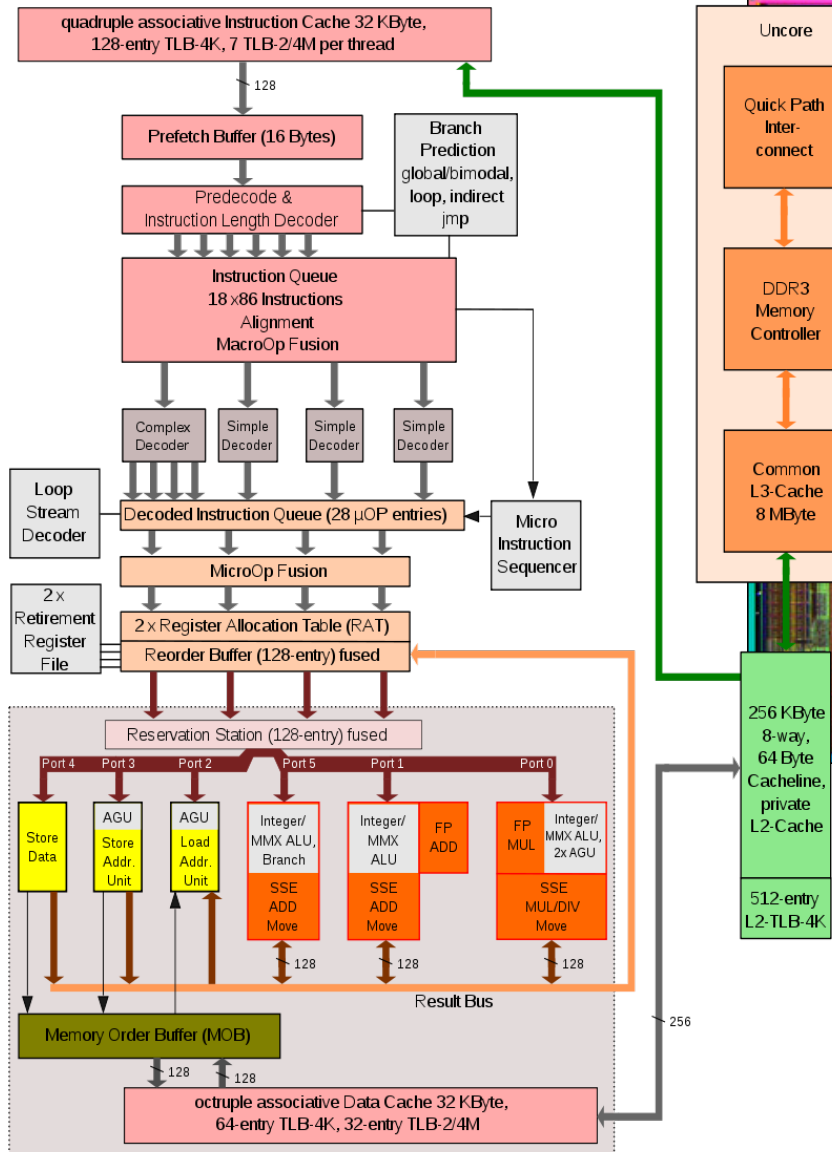 quadruple associative Instruction Cache 32 KByte,
128-entry TLB-4K, 7 TLB-2/4M per thread
128
Prefetch Buffer (16 Bytes)
Branch
Prediction
global/bimodal,
loop, indirect
jmp
Predecode &
Instruction Length Decoder
Instruction Queue
18 x86 Instructions
Alignment
MacroOp Fusion
Complex
Decoder
Simple
Decoder
Simple
Decoder
Simple
Decoder
Loop
Stream
Decoder
Decoded Instruction Queue (28 µOP entries)
Micro
Instruction
Sequencer
MicroOp Fusion
2 x
Retirement
Register
File
2 x Register Allocation Table (RAT)
Reorder Buffer (128-entry) fused
Reservation Station (128-entry) fused
Port 4
Port 3
Port 2
Port 5
Port 1
Port 0
Store
Data
AGU
Store
Addr.
Unit
AGU
Load
Addr.
Unit
Integer/
MMX ALU,
Branch
SSE
ADD
Move
Integer/
MMX
ALU
FP
ADD
SSE
ADD
Move
FP
MUL
Integer/
MMX ALU,
2x AGU
SSE
MUL/DIV
Move
128
128
128
Result Bus
Memory Order Buffer (MOB)
128
128
octruple associative Data Cache 32 KByte,
64-entry TLB-4K, 32-entry TLB-2/4M
256
Uncore
Quick Path
Inter-
connect
DDR3
Memory
Controller
Common
L3-Cache
8 MByte
256 KByte
8-way,
64 Byte
Cacheline,
private
L2-Cache
512-entry
L2-TLB-4K